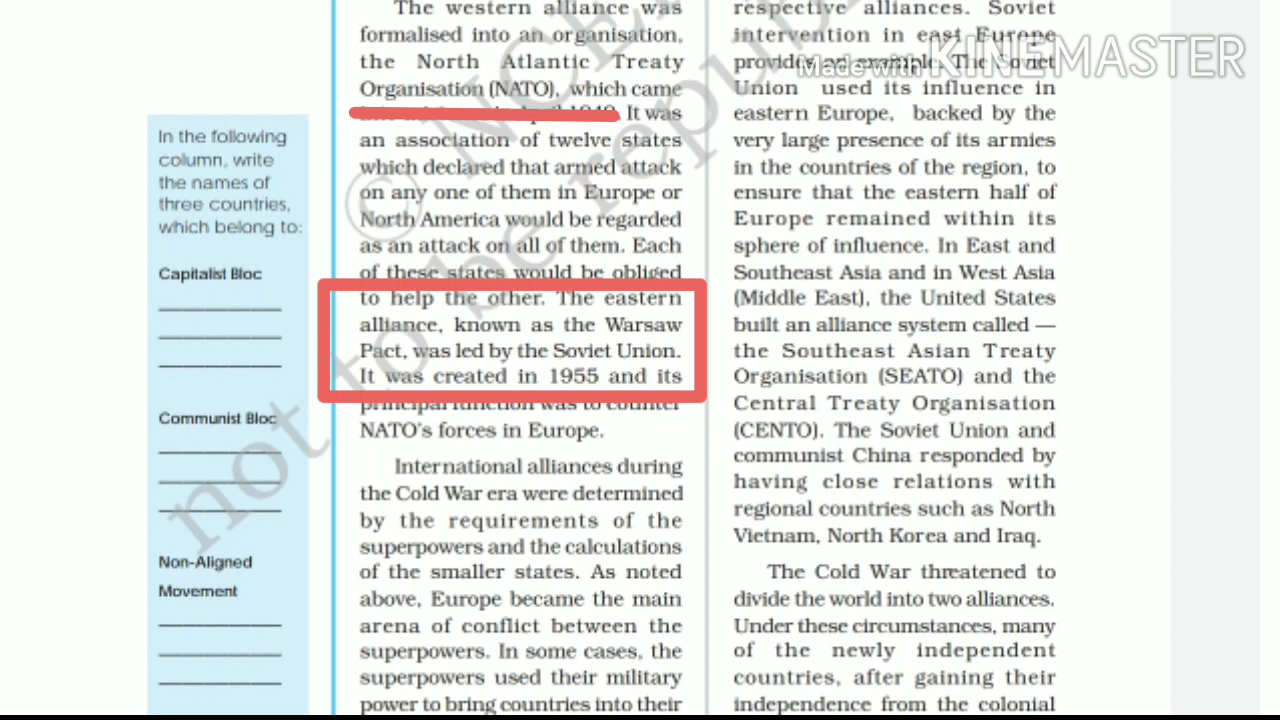 In the following
column, write
the names of
three countries,
which belong to:
Capitalist Bloc
Communist Bloc
Non-Aligned
Movement
The western alliance was
formalised into an organisation,
the North Atlantic Treaty
Organisation (NATO), which came
It was
an association of twelve states
which declared that armed attack
on any one of them in Europe or
North America would be regarded
as an attack on all of them. Each
of these states would be obliged
to help the other. The eastern
alliance, known as the Warsaw
Pact, was led by the Soviet Union.
It was created in 1955 and its
principal function was to counter
NATO's forces in Europe.
International alliances during
the Cold War era were determined
by the requirements of the
superpowers and the calculations
of the smaller states. As noted
above, Europe became the main
arena of conflict between the
superpowers. In some cases, the
superpowers used their military
power to bring countries into their
respective alliances. Soviet
intervention in east Europe
provides an example. The Soviet
Union used its influence in
eastern Europe, backed by the
very large presence of its armies
in the countries of the region, to
ensure that the eastern half of
Europe remained within its
sphere of influence. In East and
Southeast Asia and in West Asia
(Middle East), the United States
built an alliance system called —
the Southeast Asian Treaty
Organisation (SEATO) and the
Central Treaty Organisation
(CENTO). The Soviet Union and
communist China responded by
having close relations with
regional countries such as North
Vietnam, North Korea and Iraq.
The Cold War threatened to
divide the world into two alliances.
Under these circumstances, many
of the newly independent
countries, after gaining their
independence from the colonial
Made with KINEMASTER
not to be republi